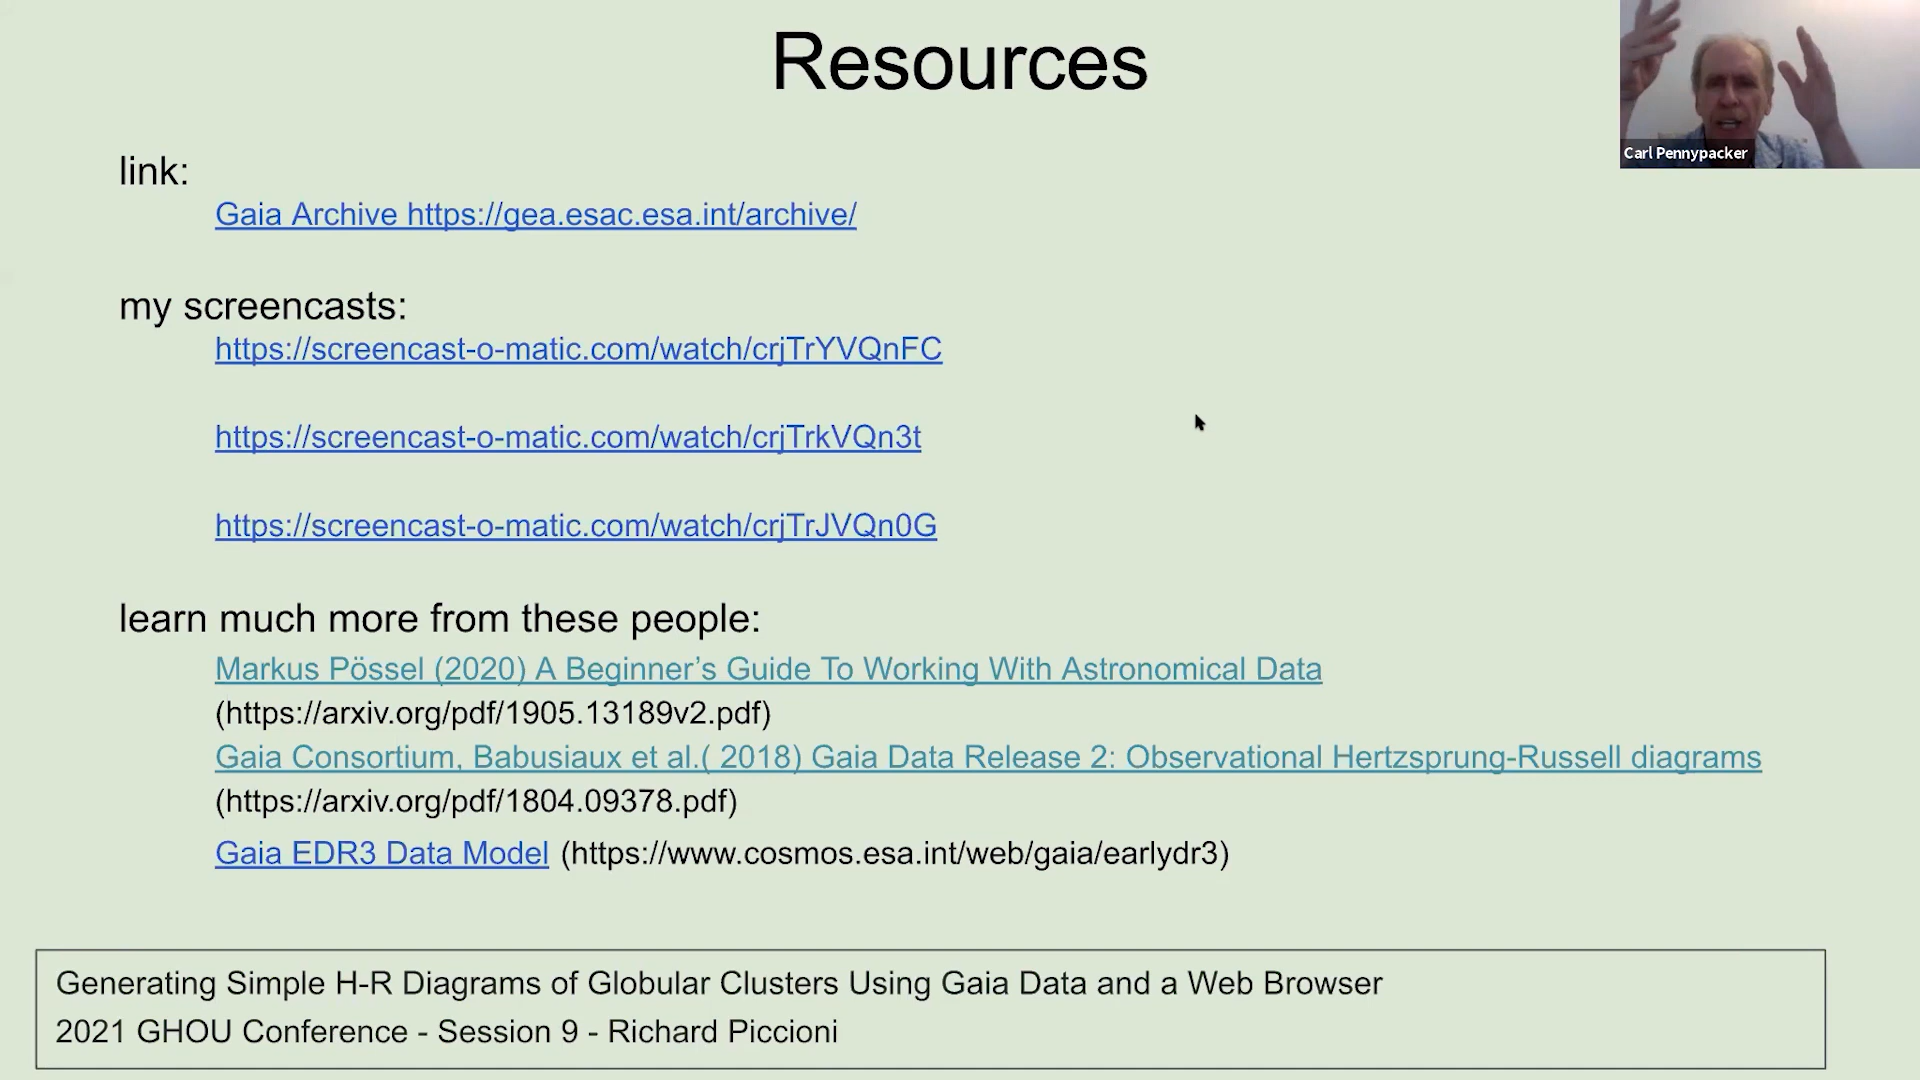 Resources
Carl Pennypacker
link:
Gaia Archive https://gea.esac.esa.int/archive/
my screencasts:
https://screencast-o-matic.com/watch/crjTrYVQnFC
https://screencast-o-matic.com/watch/crjTrkVQn3t
https://screencast-o-matic.com/watch/crjTrJVQn0G
learn much more from these people:
Markus Pössel (2020) A Beginner’s Guide To Working With Astronomical Data
(https://arxiv.org/pdf/1905.13189v2.pdf)
Gaia Consortium, Babusiaux et al.( 2018) Gaia Data Release 2: Observational Hertzsprung-Russell diagrams
(https://arxiv.org/pdf/1804.09378.pdf)
Gaia EDR3 Data Model (https://www.cosmos.esa.int/web/gaia/earlydr3)
Generating Simple H-R Diagrams of Globular Clusters Using Gaia Data and a Web Browser
2021 GHOU Conference - Session 9 - Richard Piccioni